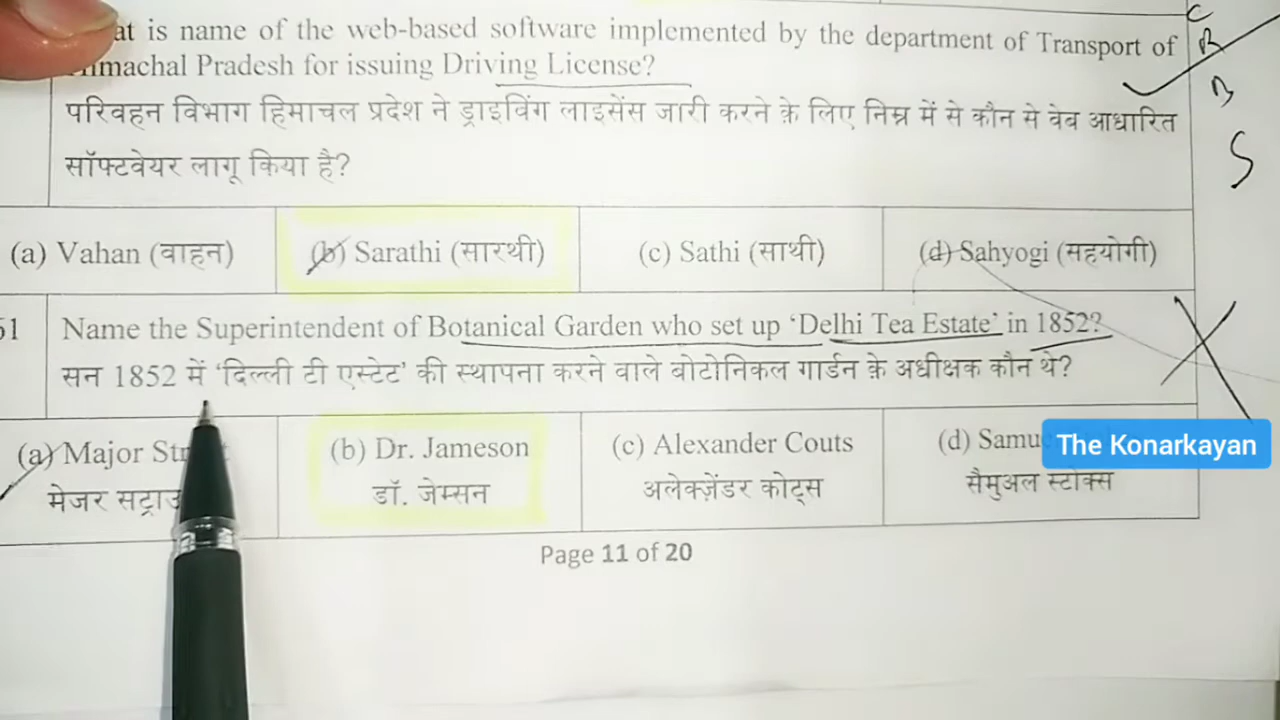 at is name of the web-based software implemented by the department of Transport of
imachal Pradesh for issuing Driving License?
परिवहन विभाग हिमाचल प्रदेश ने ड्राइविंग लाइसेंस जारी करने के लिए निम्न में से कौन से वेब आधारित
सॉफ्टवेयर लागू किया है?
(a) Vahan (वाहन)
(b) Sarathi (सारथी)
(c) Sathi (साथी)
(d) Sahyogi (सहयोगी)
51 Name the Superintendent of Botanical Garden who set up ‘Delhi Tea Estate’ in 1852?
सन 1852 में ‘दिल्ली टी एस्टेट’ की स्थापना करने वाले बोटोनिकल गार्डन के अधीक्षक कौन थे?
(a) Major
मेजर
(b) Dr. Jameson
डॉ. जेम्सन
(c) Alexander Couts
अलेक्ज़ेंडर कोट्स
(d)
सैमुअल स्टोक्स
The Konarkayan
Page 11 of 20
C
B
B
S